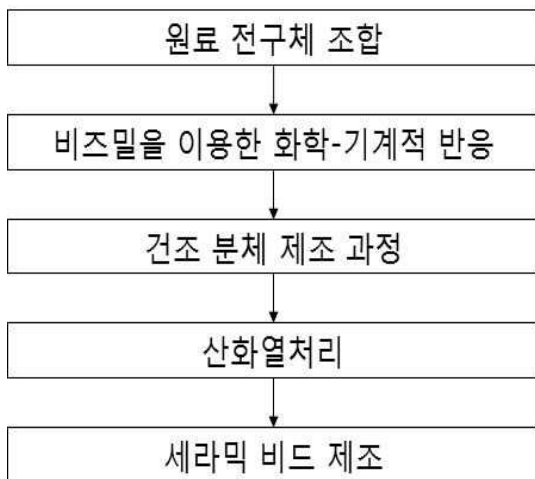 원료 전구체 조합
비즈밀을 이용한 화학-기계적 반응
건조 분체 제조 과정
산화열처리
세라믹 비드 제조